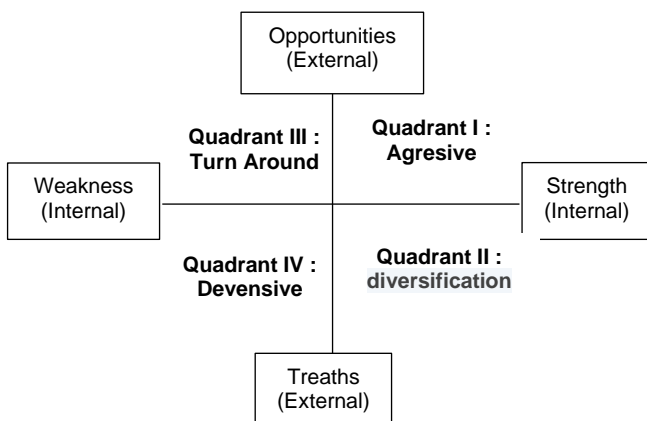 Opportunities
(External)
Quadrant III :
Turn Around
Quadrant I :
Agresive
Weakness
(Internal)
Strength
(Internal)
Quadrant IV :
Devensive
Quadrant II :
diversification
Treaths
(External)